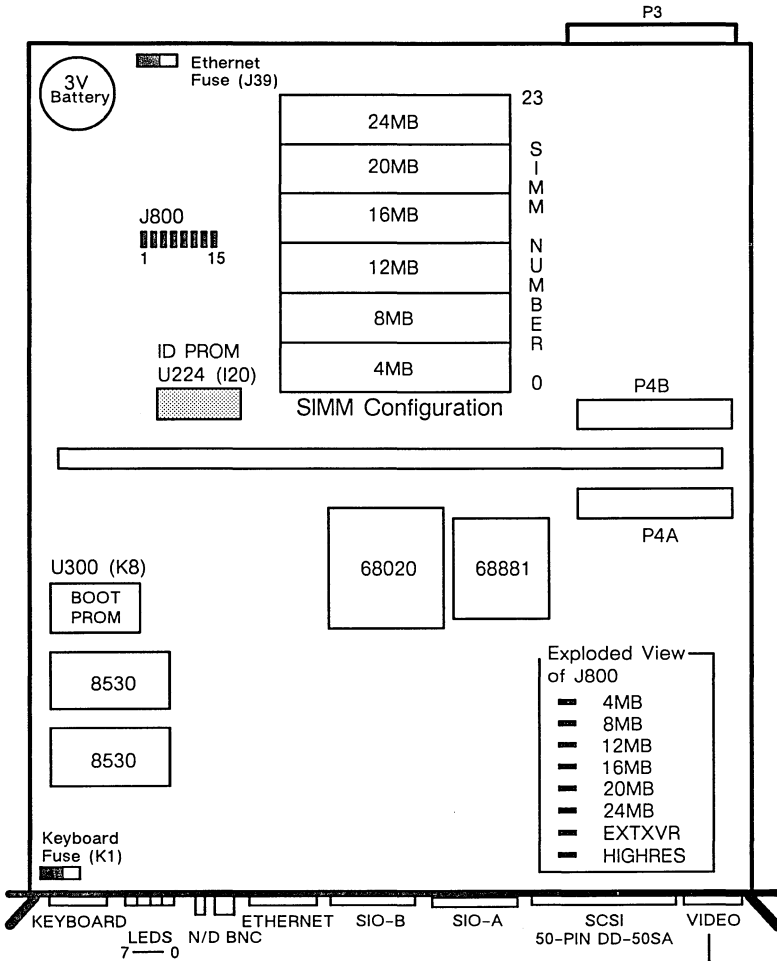 P3
Ethernet
Fuse (J39)
3V
Battery
23
24MB
20MB
16MB
12MB
8MB
4MB
SIMM NUMBER
0
SIMM Configuration
J800
1 15
ID PROM
U224 (I20)
P4B
P4A
68020
68881
U300 (K8)
BOOT
PROM
8530
8530
Exploded View
of J800
4MB
8MB
12MB
16MB
20MB
24MB
EXTXVR
HIGHRES
Keyboard
Fuse (K1)
KEYBOARD
LEDS
7 0
N/D BNC
ETHERNET
SIO-B
SIO-A
SCSI
50-PIN DD-50SA
VIDEO